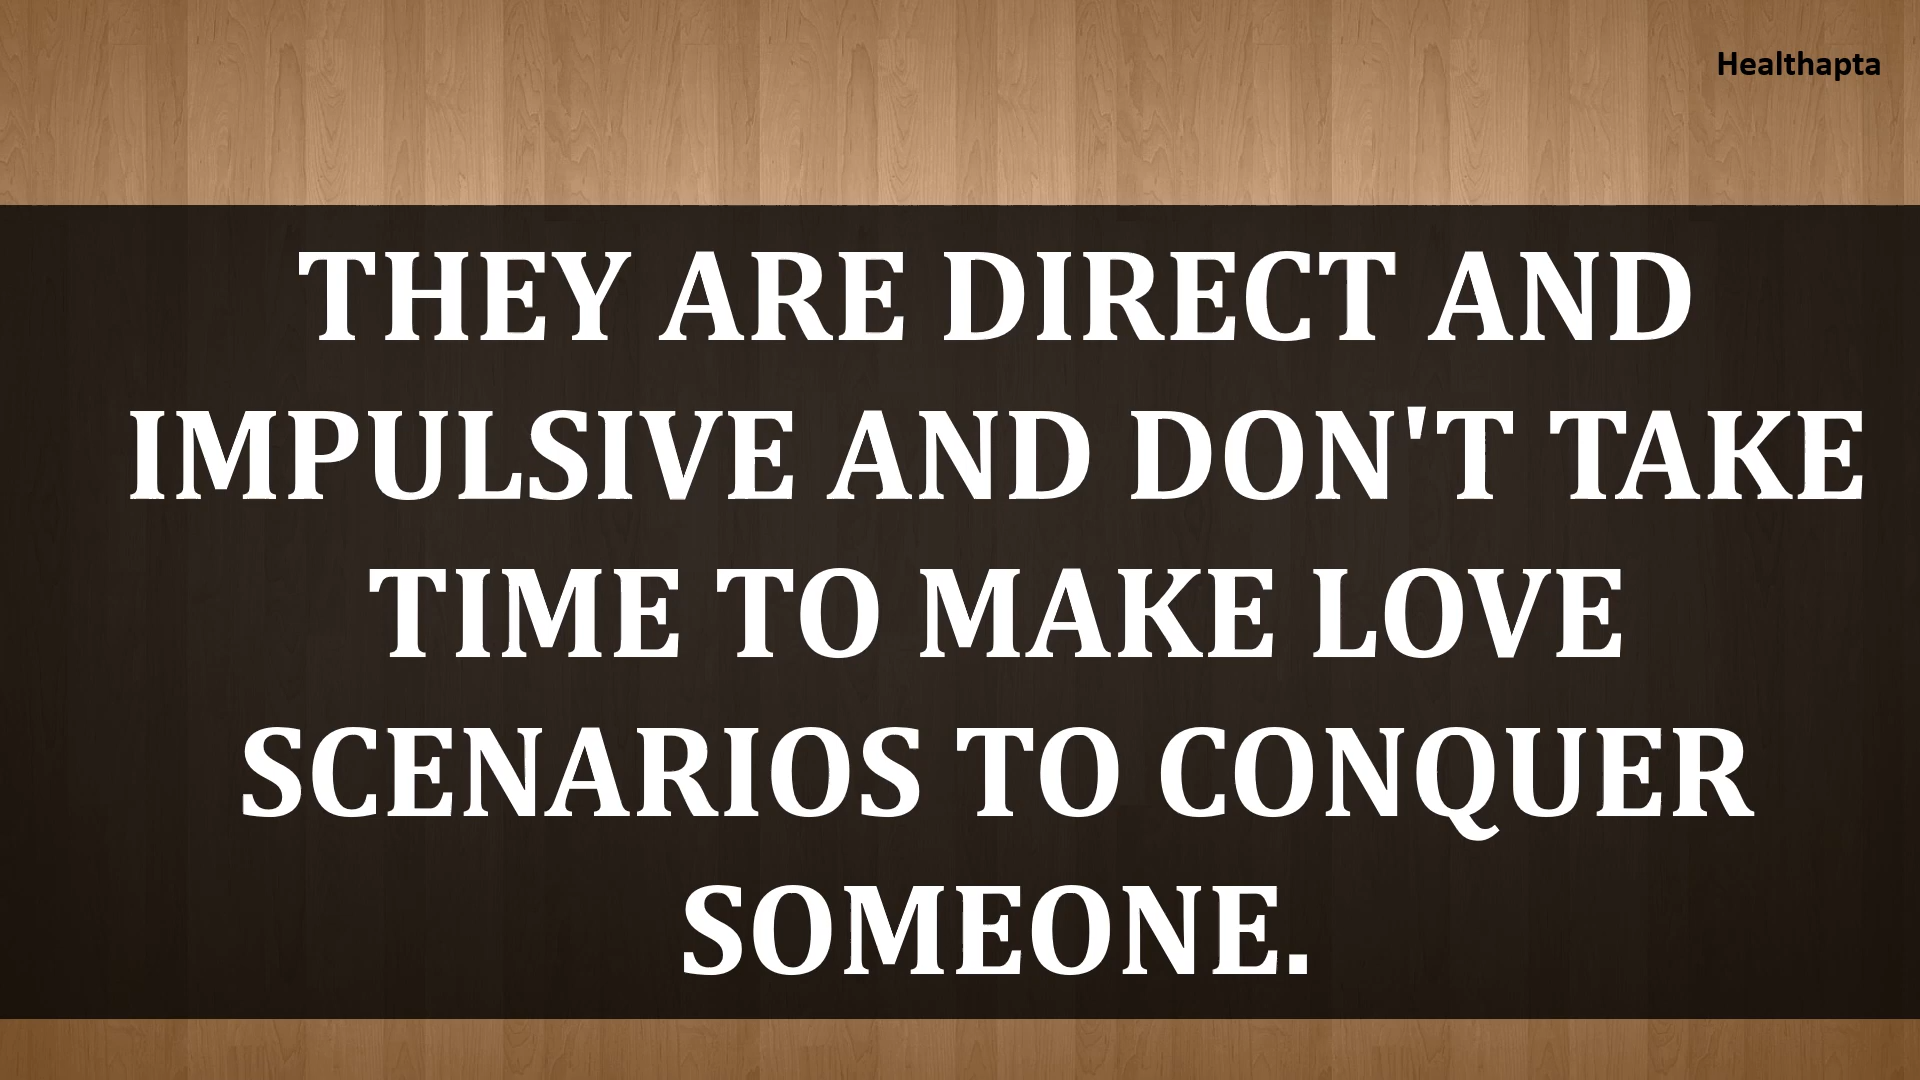 Healthapta
THEY ARE DIRECT AND
IMPULSIVE AND DON'T TAKE
TIME TO MAKE LOVE
SCENARIOS TO CONQUER
SOMEONE.